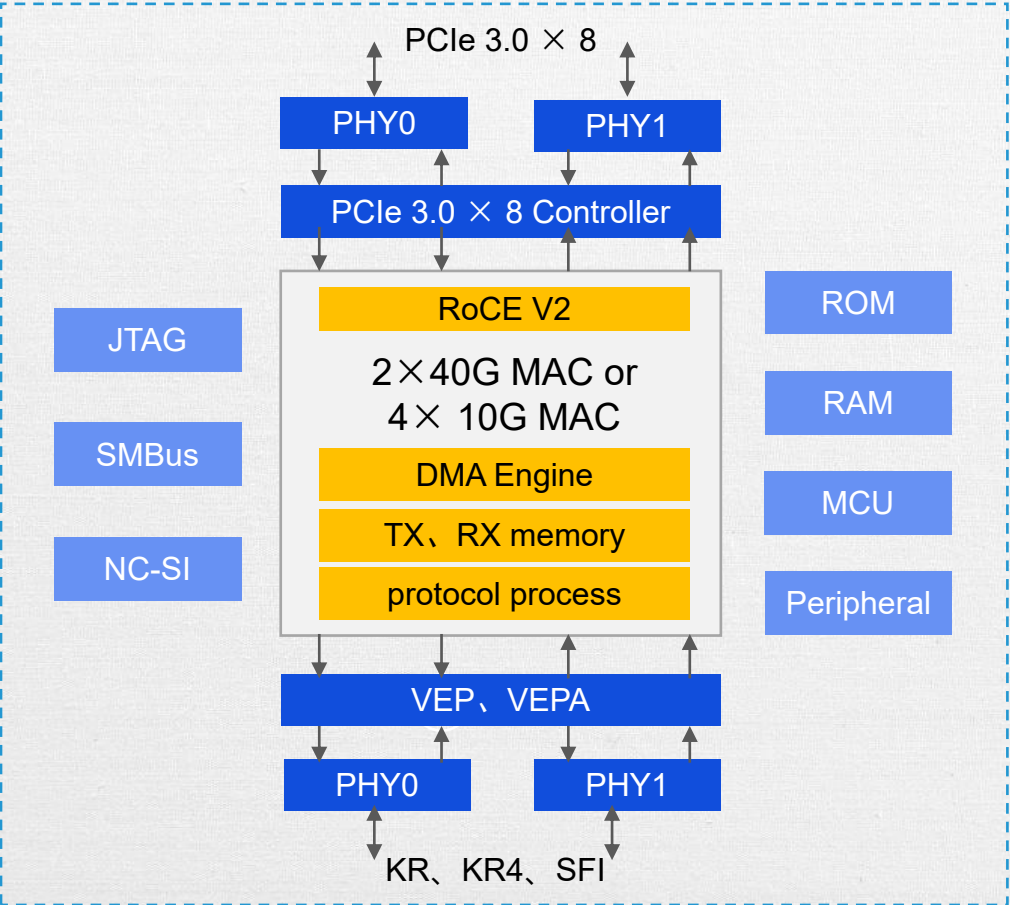 PCIe 3.0 × 8
PHY0
PHY1
PCIe 3.0 × 8 Controller
RoCE V2
2×40G MAC or
4× 10G MAC
DMA Engine
TX、RX memory
protocol process
JTAG
SMBus
NC-SI
ROM
RAM
MCU
Peripheral
VEP、VEPA
PHY0
PHY1
KR、KR4、SFI